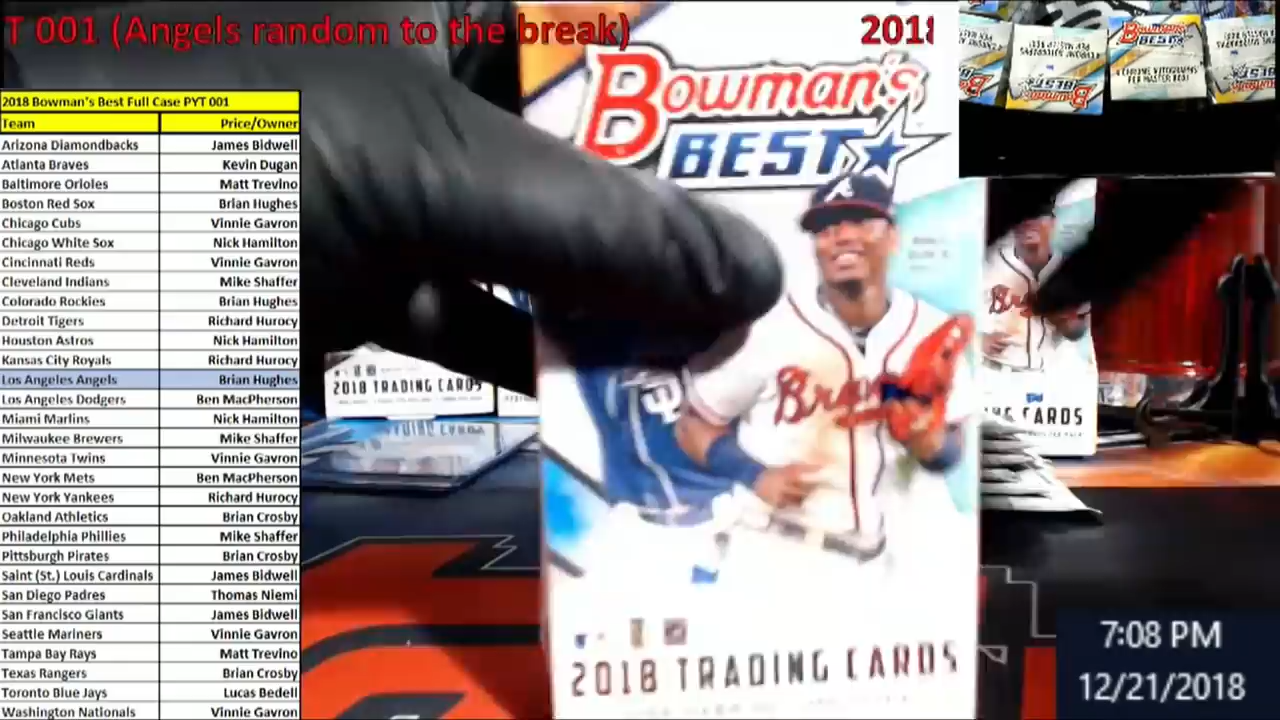 T 001 (Angels random to the break)
2018
2018 Bowman's Best Full Case PYT 001
Team Price/Owner
Arizona Diamondbacks James Bidwell
Atlanta Braves Kevin Dugan
Baltimore Orioles Matt Trevino
Boston Red Sox Brian Hughes
Chicago Cubs Vinnie Gavron
Chicago White Sox Nick Hamilton
Cincinnati Reds Vinnie Gavron
Cleveland Indians Mike Shaffer
Colorado Rockies Brian Hughes
Detroit Tigers Richard Hurocy
Houston Astros Nick Hamilton
Kansas City Royals Richard Hurocy
Los Angeles Angels Brian Hughes
Los Angeles Dodgers Ben MacPherson
Miami Marlins Nick Hamilton
Milwaukee Brewers Mike Shaffer
Minnesota Twins Vinnie Gavron
New York Mets Ben MacPherson
New York Yankees Richard Hurocy
Oakland Athletics Brian Crosby
Philadelphia Phillies Mike Shaffer
Pittsburgh Pirates Brian Crosby
Saint (St.) Louis Cardinals James Bidwell
San Diego Padres Thomas Niemi
San Francisco Giants James Bidwell
Seattle Mariners Vinnie Gavron
Tampa Bay Rays Matt Trevino
Texas Rangers Brian Crosby
Toronto Blue Jays Lucas Bedell
Washington Nationals Vinnie Gavron
Bowman's
BEST
2018 TRADING CARDS
2018 TRADING CARDS
Bowman's
BEST
CARDS
7:08 PM
12/21/2018